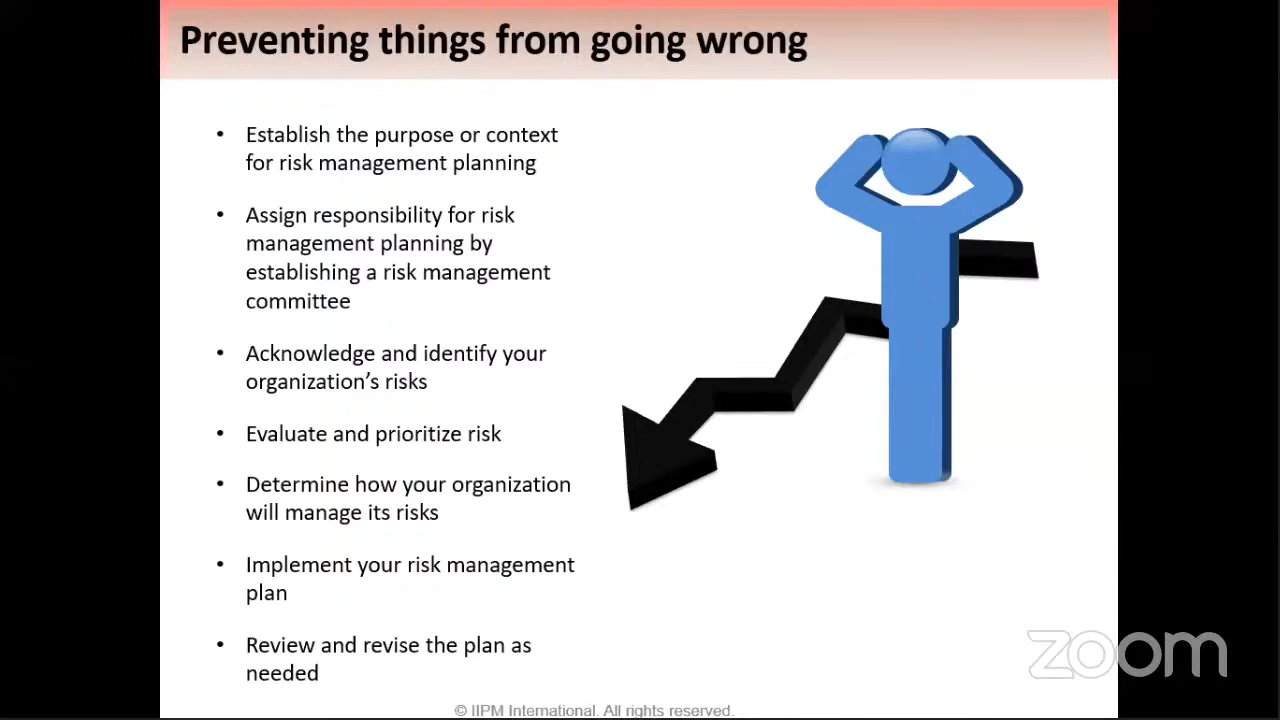 Preventing things from going wrong
• Establish the purpose or context
for risk management planning
• Assign responsibility for risk
management planning by
establishing a risk management
committee
• Acknowledge and identify your
organization’s risks
• Evaluate and prioritize risk
• Determine how your organization
will manage its risks
• Implement your risk management
plan
• Review and revise the plan as
needed
zoom
© IIPM International. All rights reserved.